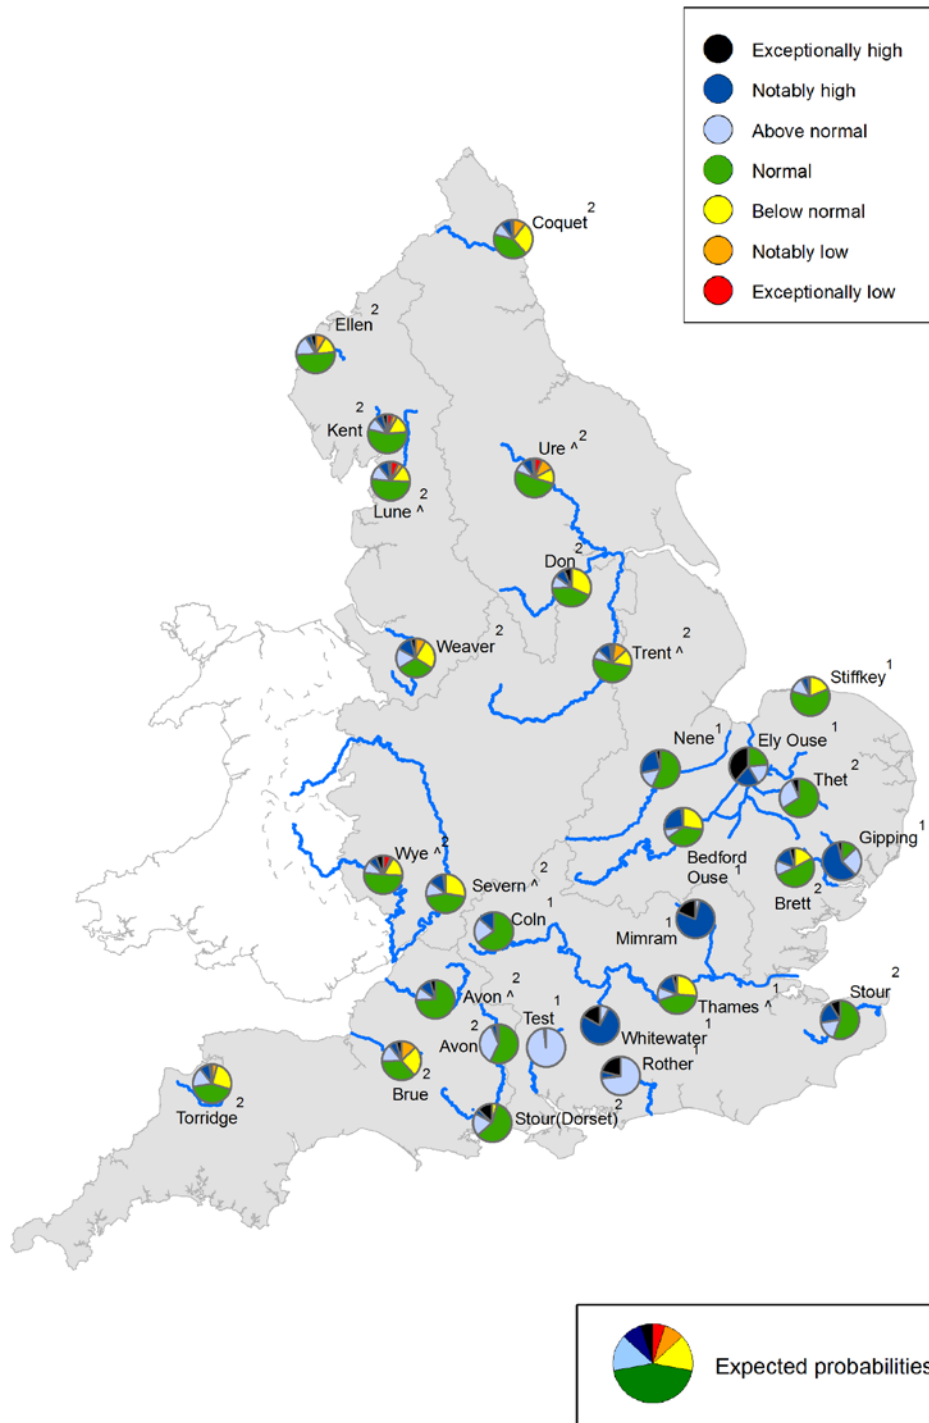 Exceptionally high
Notably high
Above normal
Normal
Below normal
Notably low
Exceptionally low
Coquet 2
Ellen 2
Kent 2
Lune ^ 2
Ure ^ 2
Don 2
Weaver 2
Trent ^ 2
Stiffkey 1
Nene 1
Ely Ouse 1
Thet 2
Gipping 1
Bedford
Ouse 1
Brett 2
Wye ^ 2
Severn ^ 2
Coln 1
Mimram 1
Avon ^ 2
Avon 2
Test 1
Thames ^ 1
Stour 2
Whitewater 1
Rother 1
Brue 2
Torridge 2
Stour(Dorset) 2
Expected probabilities